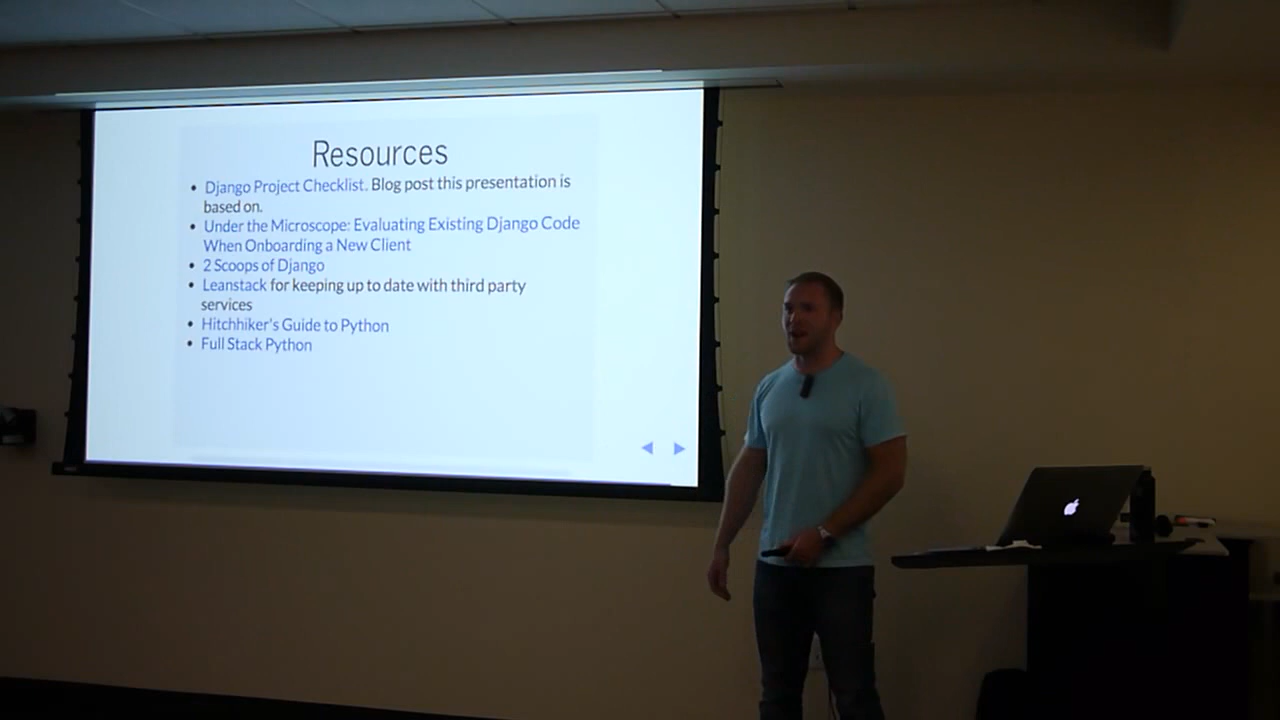 Resources
• Django Project Checklist. Blog post this presentation is
based on.
• Under the Microscope: Evaluating Existing Django Code
When Onboarding a New Client
• 2 Scoops of Django
• Leanstack for keeping up to date with third party
services
• Hitchhiker's Guide to Python
• Full Stack Python